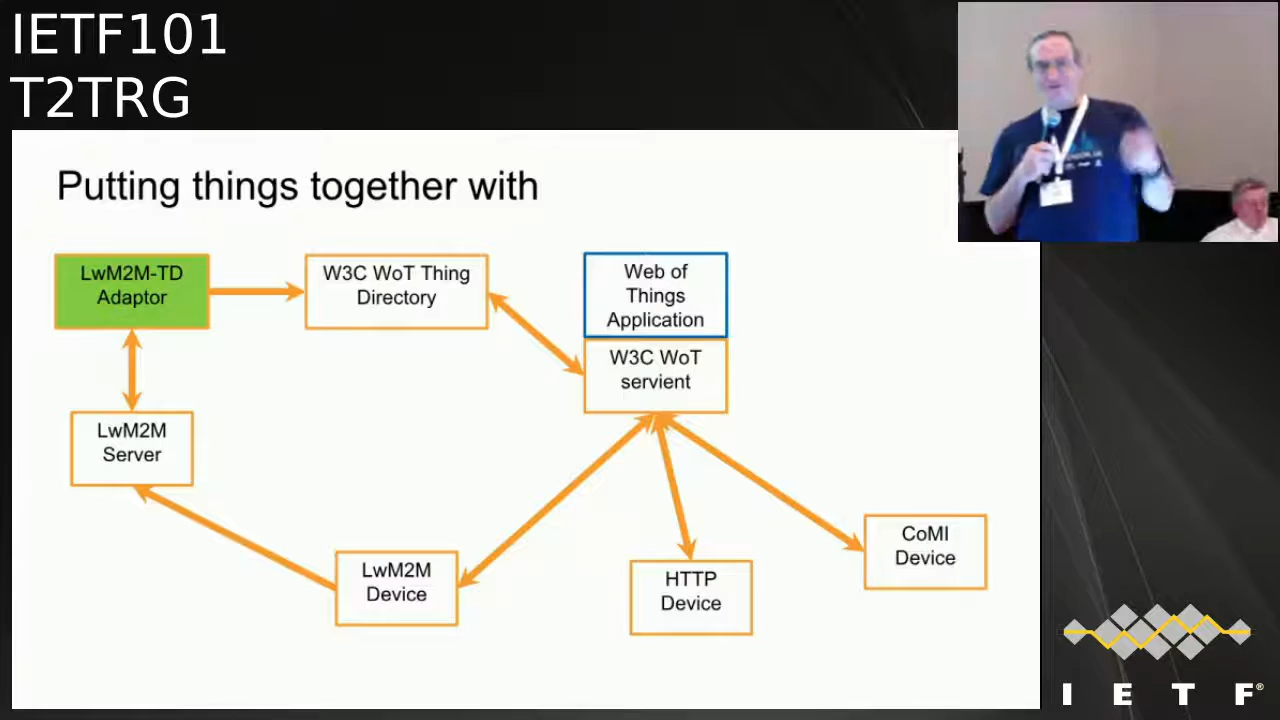 IETF101
T2TRG
Putting things together with
LwM2M-TD
Adaptor
W3C WoT Thing
Directory
Web of
Things
Application
W3C WoT
servient
LwM2M
Server
LwM2M
Device
HTTP
Device
CoMI
Device
I E T F®